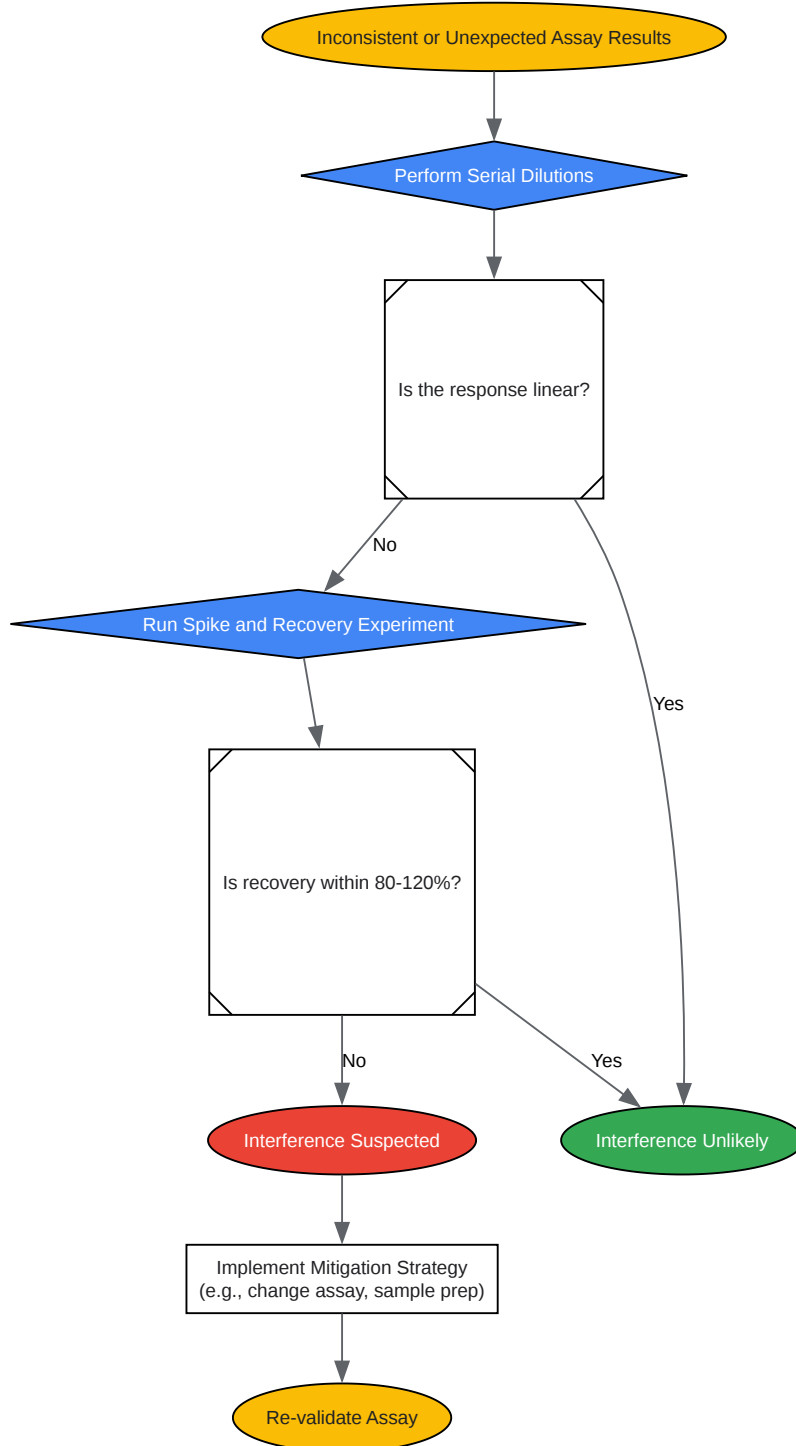 Inconsistent or Unexpected Assay Results
Perform Serial Dilutions
Is the response linear?
No
Run Spike and Recovery Experiment
Yes
Is recovery within 80-120%?
No
Yes
Interference Suspected
Interference Unlikely
Implement Mitigation Strategy
(e.g., change assay, sample prep)
Re-validate Assay